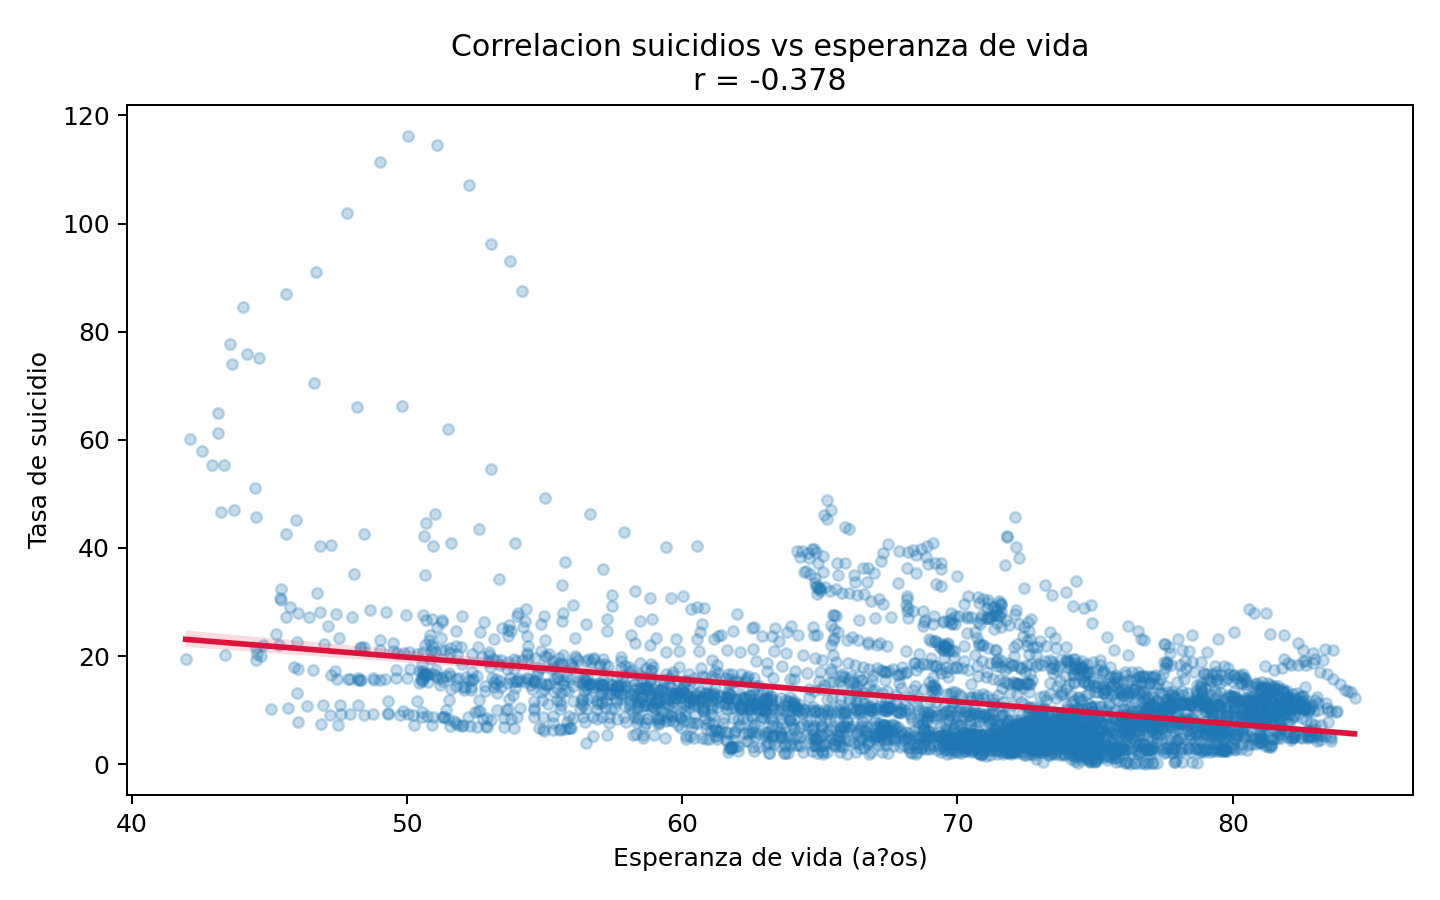 Correlacion suicidios vs esperanza de vida
r = -0.378
120
100
80
60
40
20
0
Tasa de suicidio
40 50 60 70 80
Esperanza de vida (a?os)